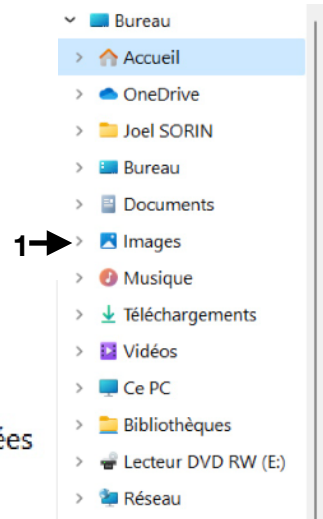 Bureau
Accueil
OneDrive
Joel SORIN
Bureau
Documents
1 Images
Musique
Téléchargements
Vidéos
Ce PC
Bibliothèques
ées
Lecteur DVD RW (E:)
Réseau